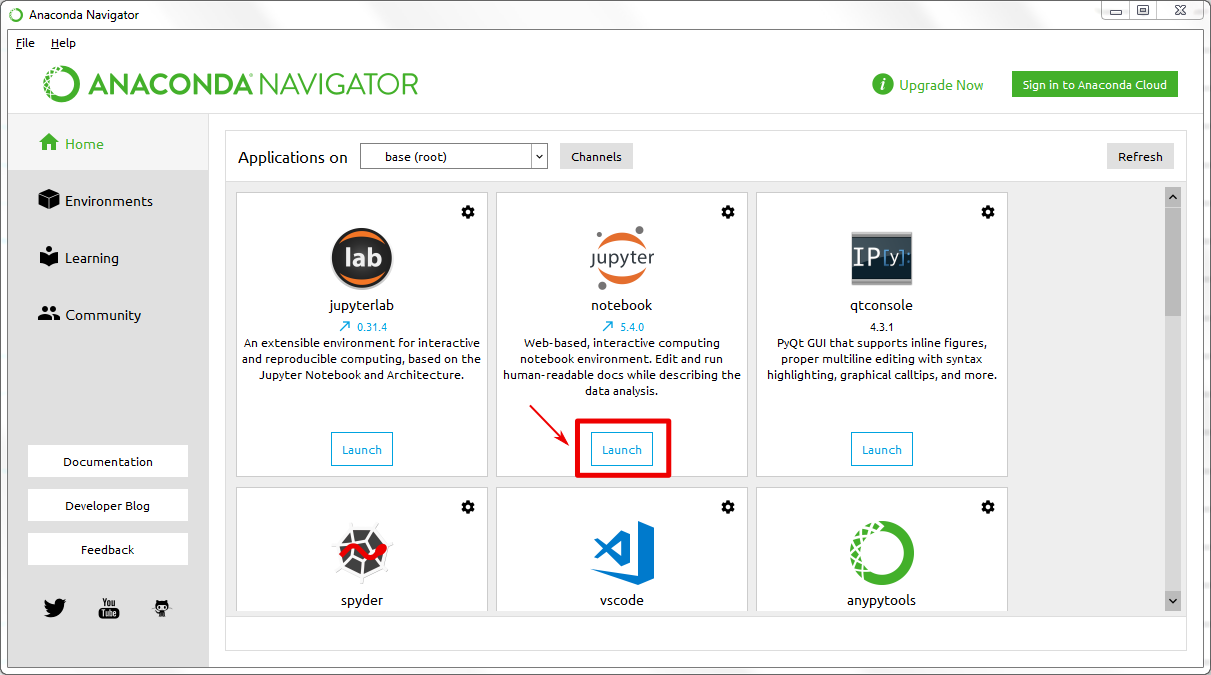 Anaconda Navigator
File Help
ANACONDA NAVIGATOR
i Upgrade Now
Sign in to Anaconda Cloud
Home
Environments
Learning
Community
Documentation
Developer Blog
Feedback
You
Tube
Applications on
base (root)
Channels
Refresh
lab
jupyterlab
0.31.4
An extensible environment for interactive
and reproducible computing, based on the
Jupyter Notebook and Architecture.
Launch
jupyter
notebook
5.4.0
Web-based, interactive computing
notebook environment. Edit and run
human-readable docs while describing the
data analysis.
Launch
IP[y]:
qtconsole
4.3.1
PyQt GUI that supports inline figures,
proper multiline editing with syntax
highlighting, graphical calltips, and more.
Launch
spyder
vscode
anypytools